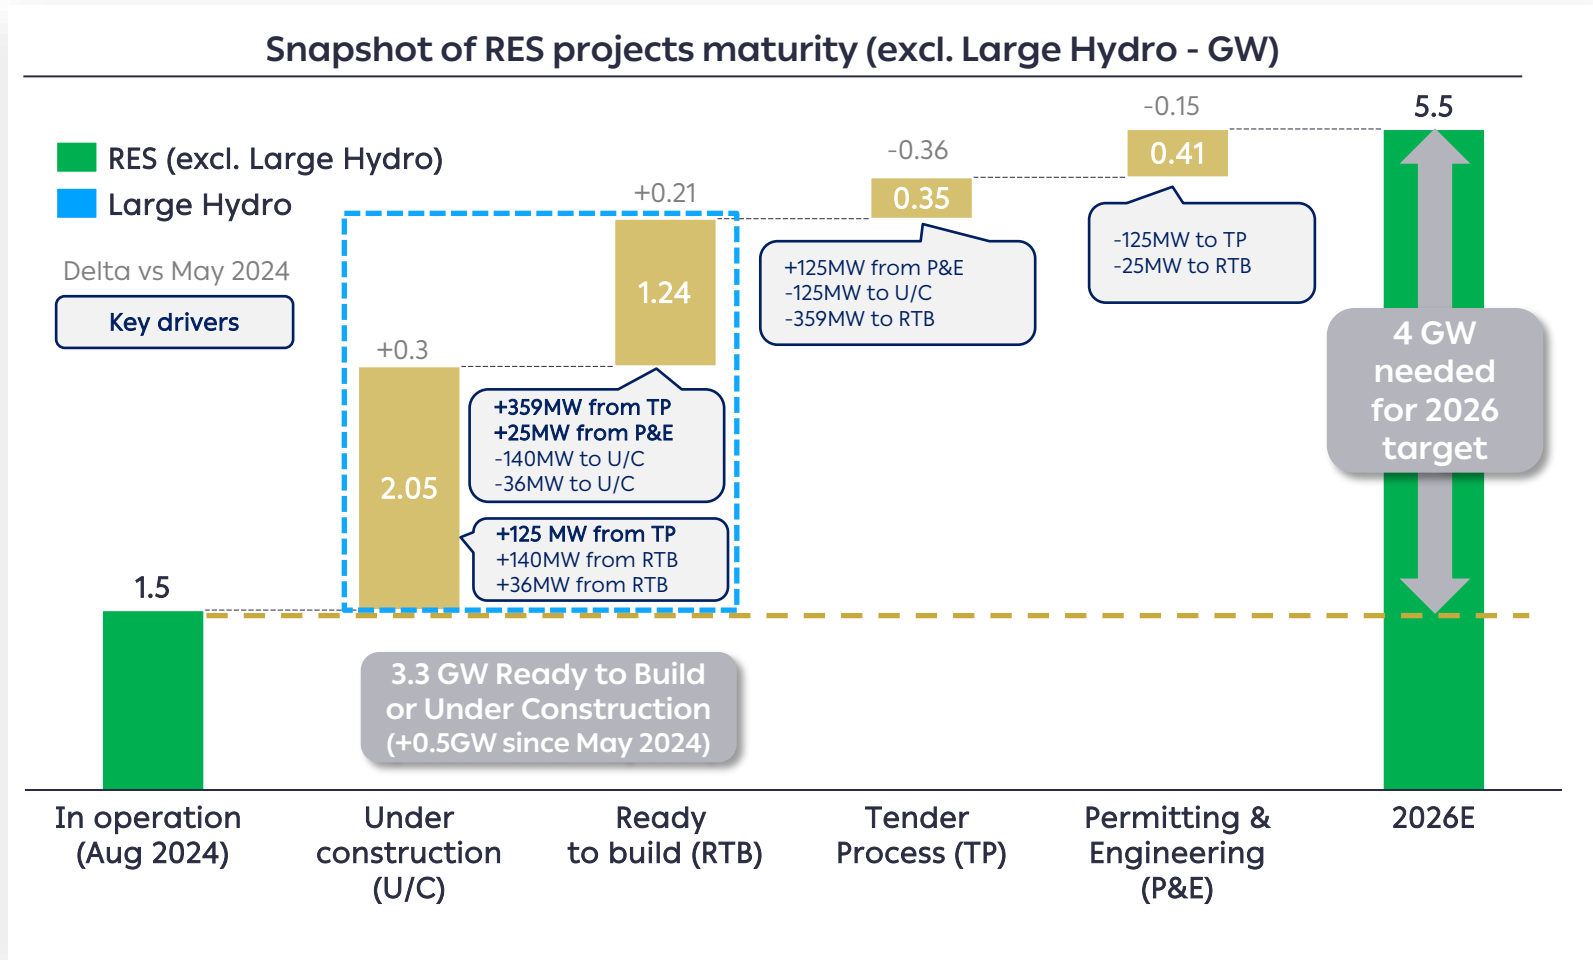 Snapshot of RES projects maturity (excl. Large Hydro - GW)
RES (excl. Large Hydro)
Large Hydro
Delta vs May 2024
Key drivers
1.5
+0.3
2.05
+0.21
1.24
+359MW from TP
+25MW from P&E
-140MW to U/C
-36MW to U/C
+125 MW from TP
+140MW from RTB
+36MW from RTB
3.3 GW Ready to Build
or Under Construction
(+0.5GW since May 2024)
-0.36
0.35
+125MW from P&E
-125MW to U/C
-359MW to RTB
-0.15
0.41
-125MW to TP
-25MW to RTB
5.5
4 GW
needed
for 2026
target
In operation
(Aug 2024)
Under
construction
(U/C)
Ready
to build (RTB)
Tender
Process (TP)
Permitting &
Engineering
(P&E)
2026E